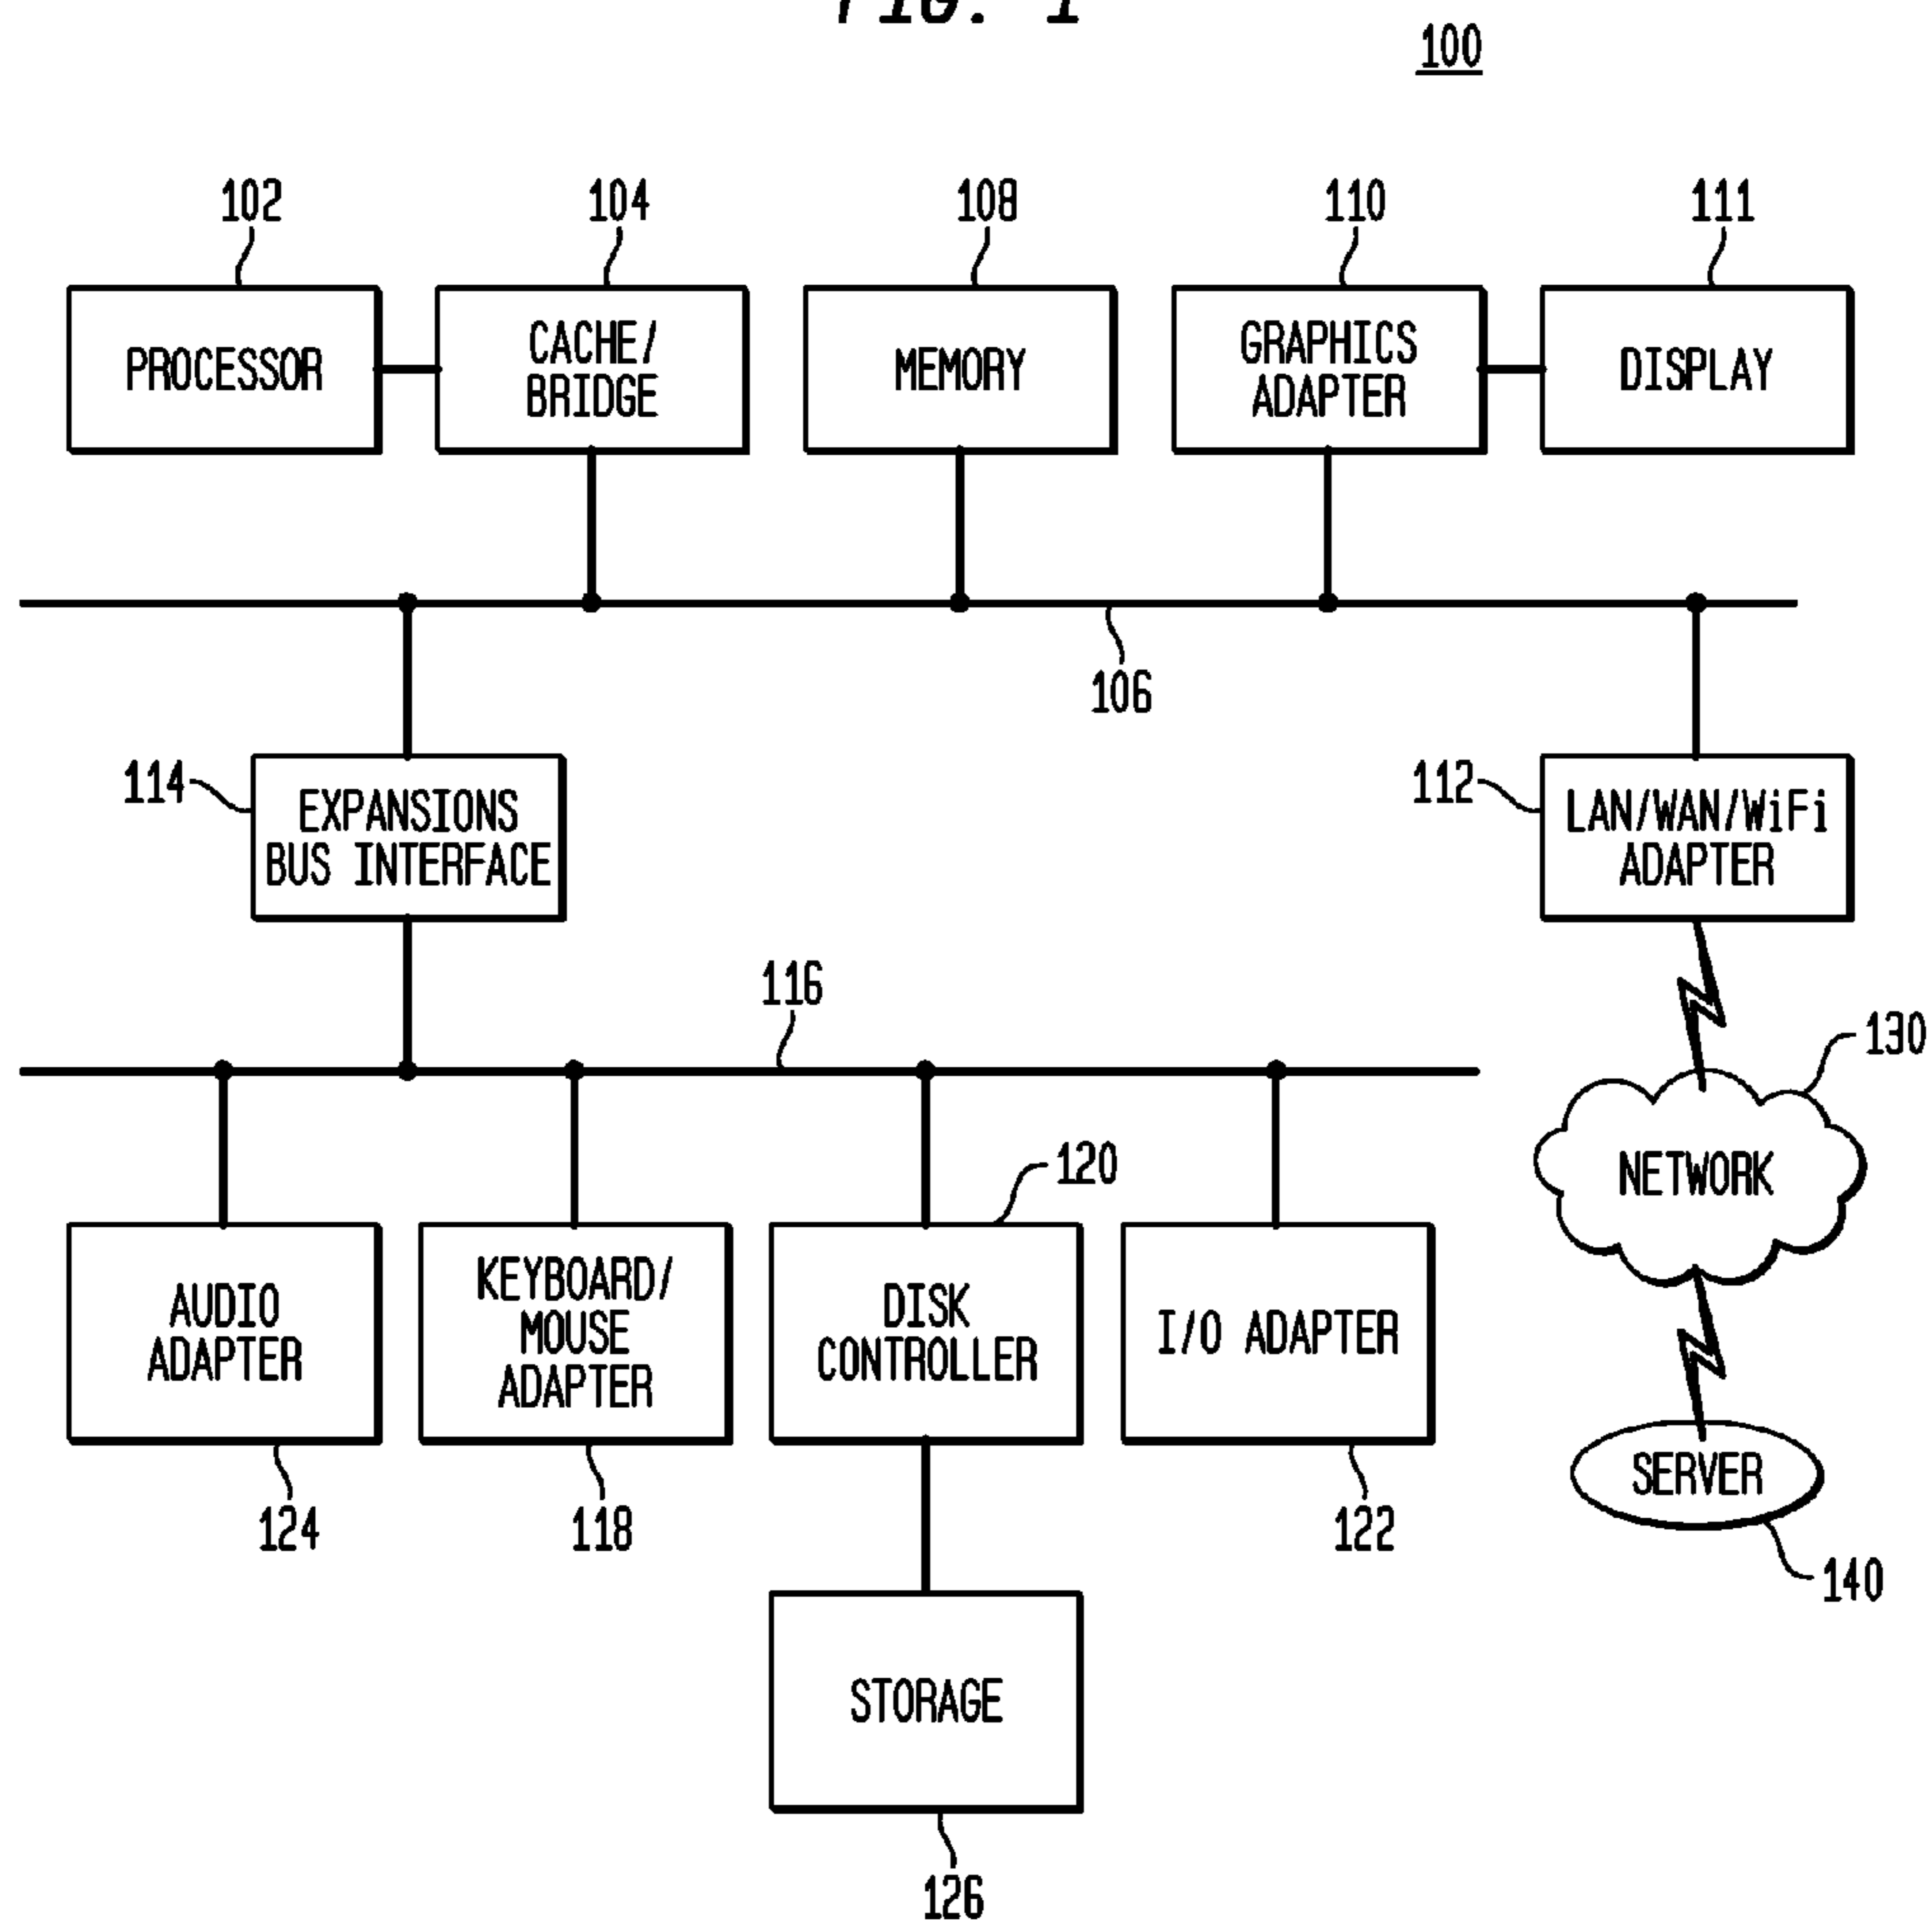 FIG. 1
100
102
104
108
110
111
PROCESSOR
CACHE/
BRIDGE
MEMORY
GRAPHICS
ADAPTER
DISPLAY
106
114
EXPANSIONS
BUS INTERFACE
112
LAN/WAN/WiFi
ADAPTER
116
130
NETWORK
120
AUDIO
ADAPTER
KEYBOARD/
MOUSE
ADAPTER
DISK
CONTROLLER
I/O ADAPTER
SERVER
124
118
122
140
STORAGE
126